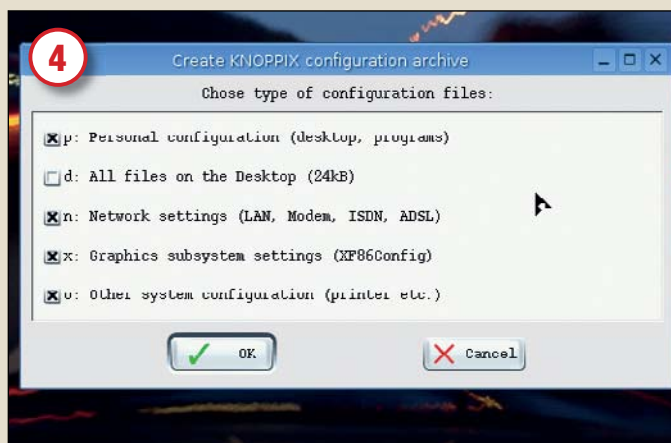 4
Create KNOPPIX configuration archive
Chose type of configuration files:
p: Personal configuration (desktop, programs)
d: All files on the Desktop (24kB)
n: Network settings (LAN, Modem, ISDN, ADSL)
x: Graphics subsystem settings (XF86Config)
o: Other system configuration (printer etc.)
OK
Cancel